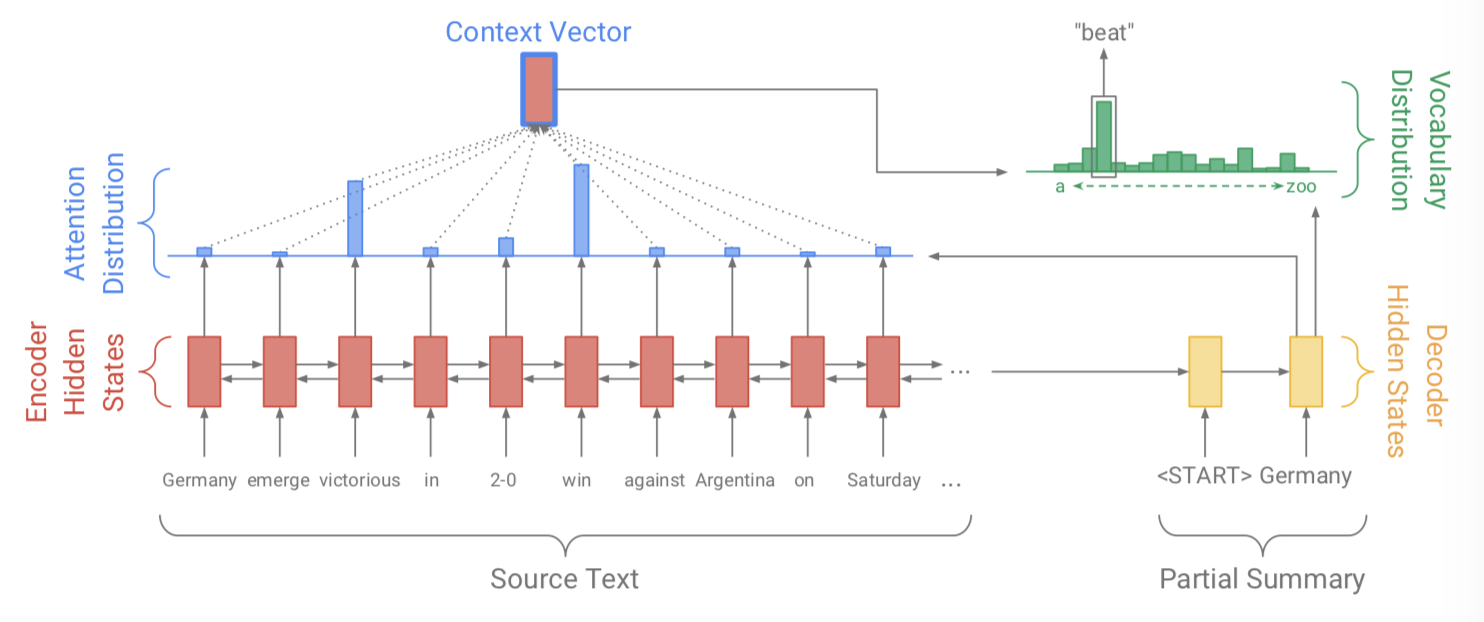 Context Vector
"beat"
Vocabulary
Distribution
a
zoo
Attention
Distribution
Encoder
Hidden
States
Decoder
Hidden States
...
Germany emerge victorious in 2-0 win against Argentina on Saturday ...
<START> Germany
Source Text
Partial Summary